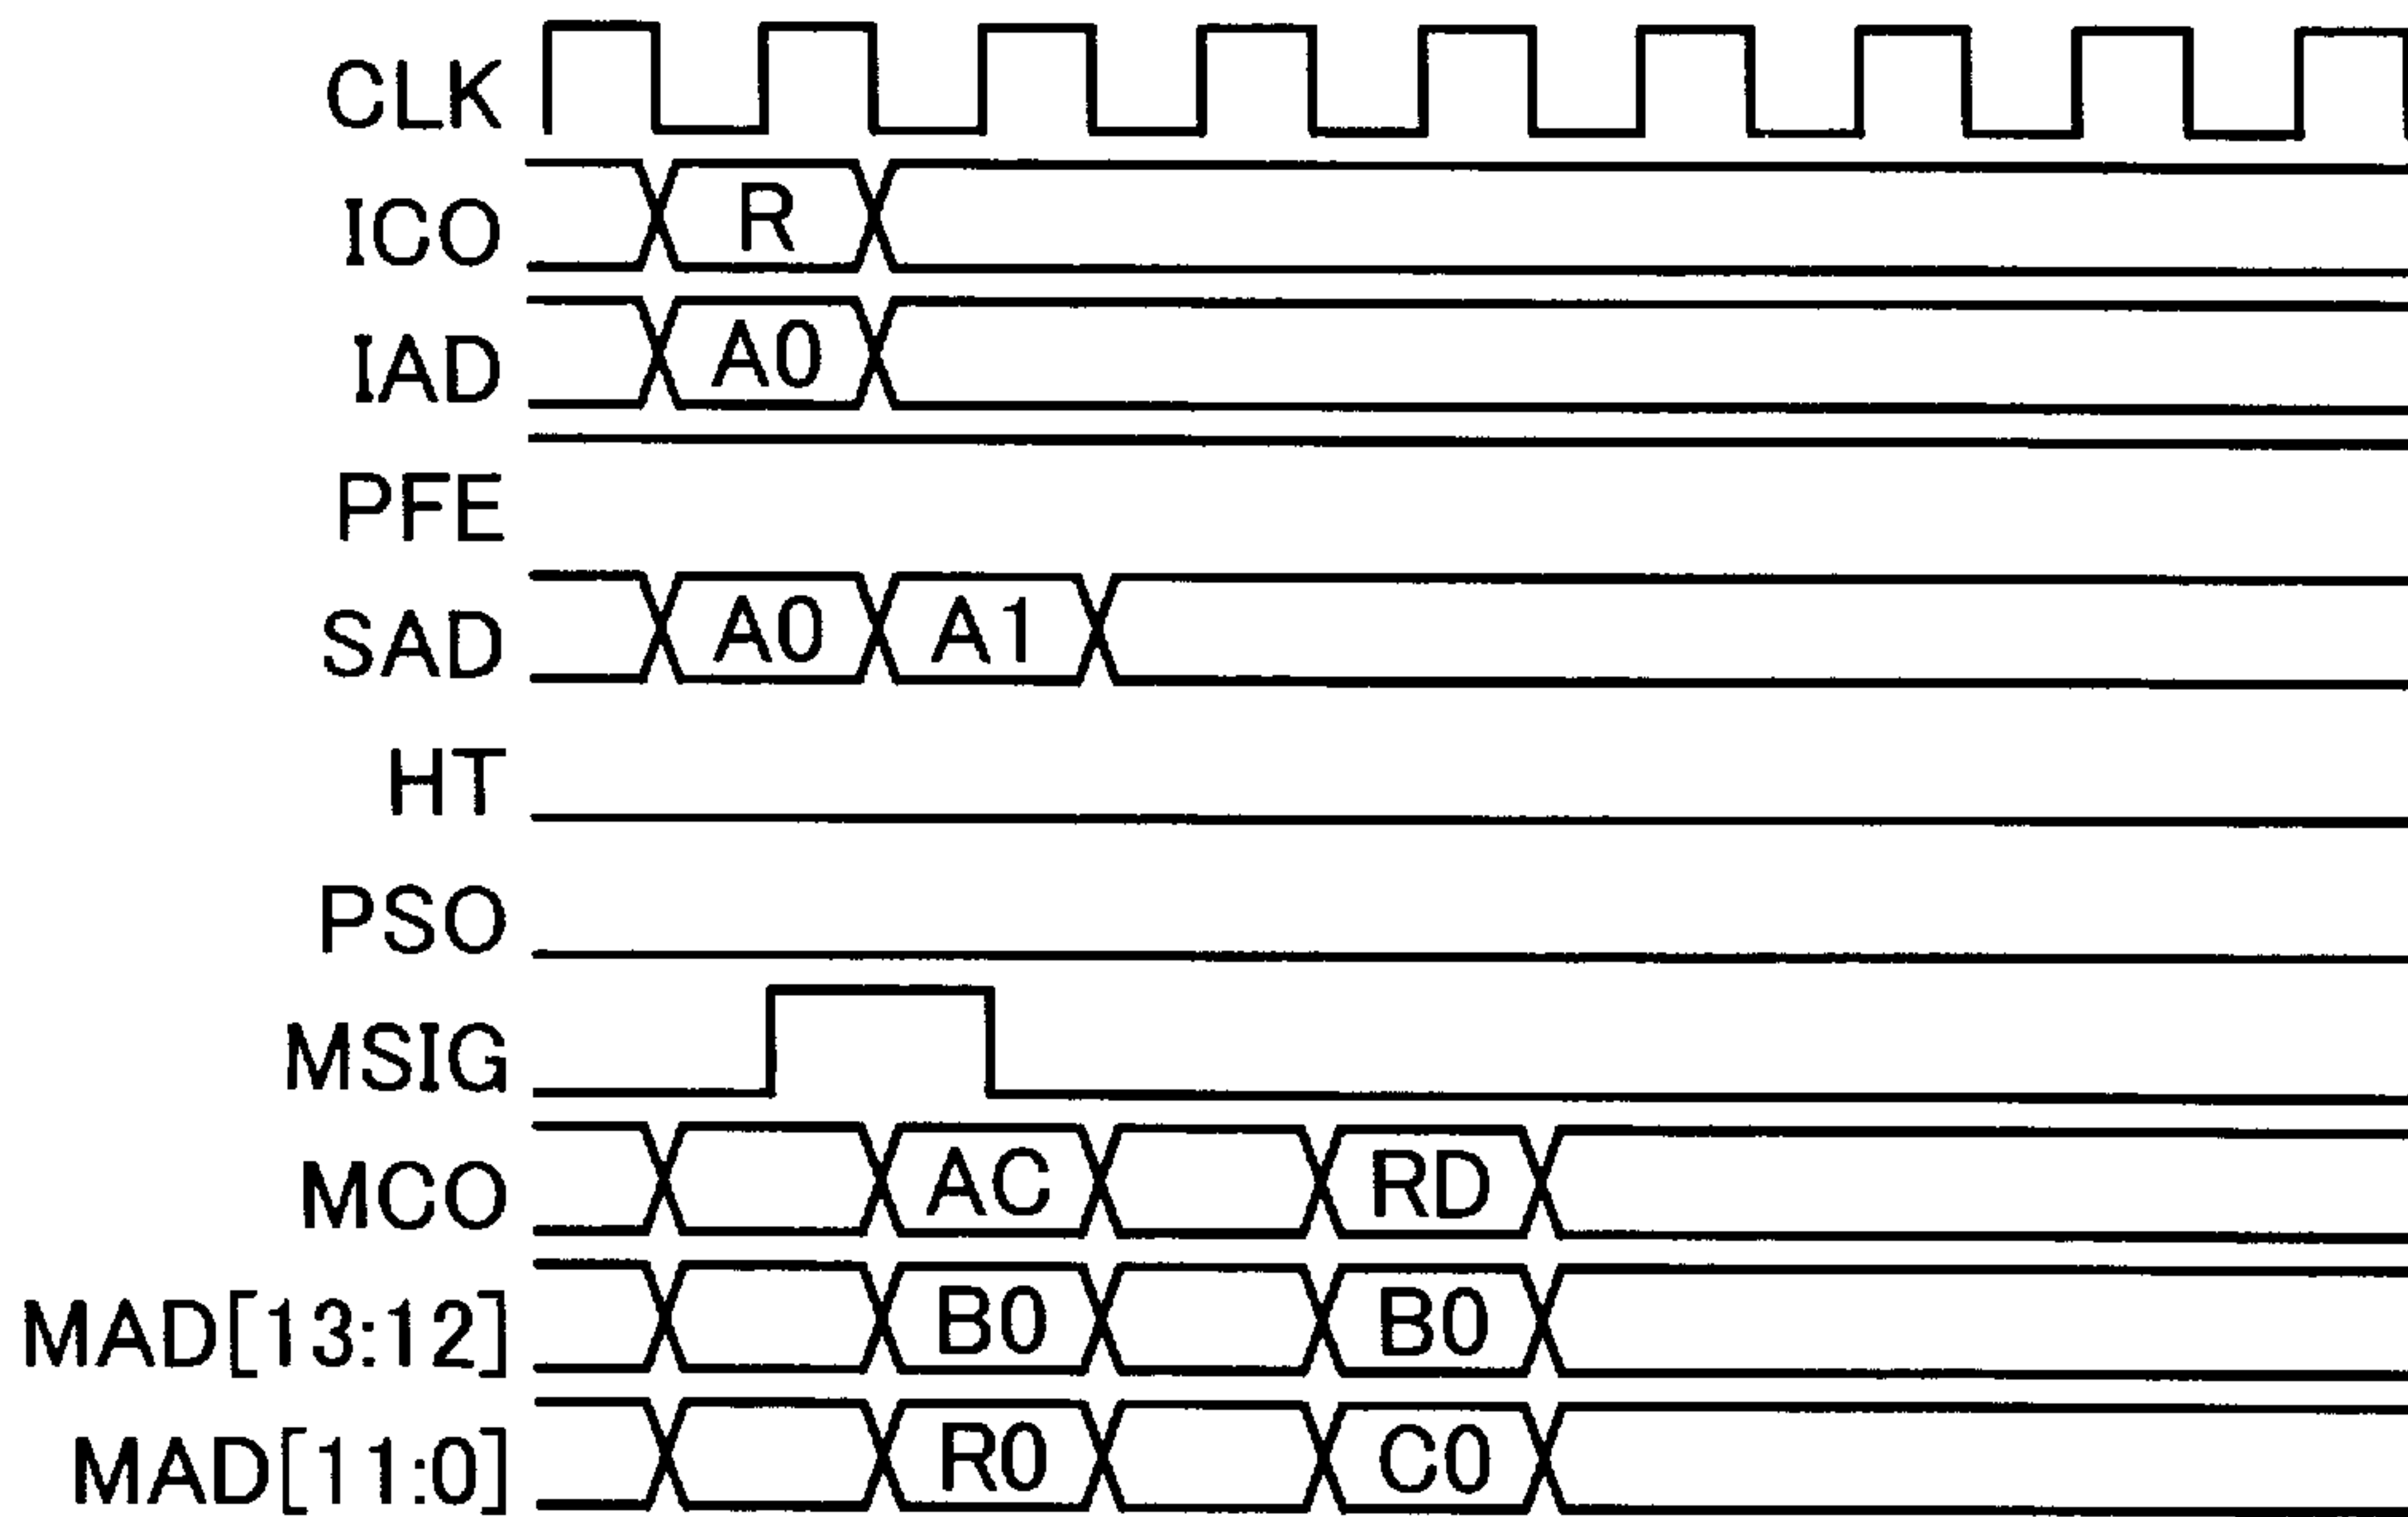 CLK
ICO R
IAD A0
PFE
SAD A0 A1
HT
PSO
MSIG
MCO AC RD
MAD[13:12] B0 B0
MAD[11:0] R0 C0